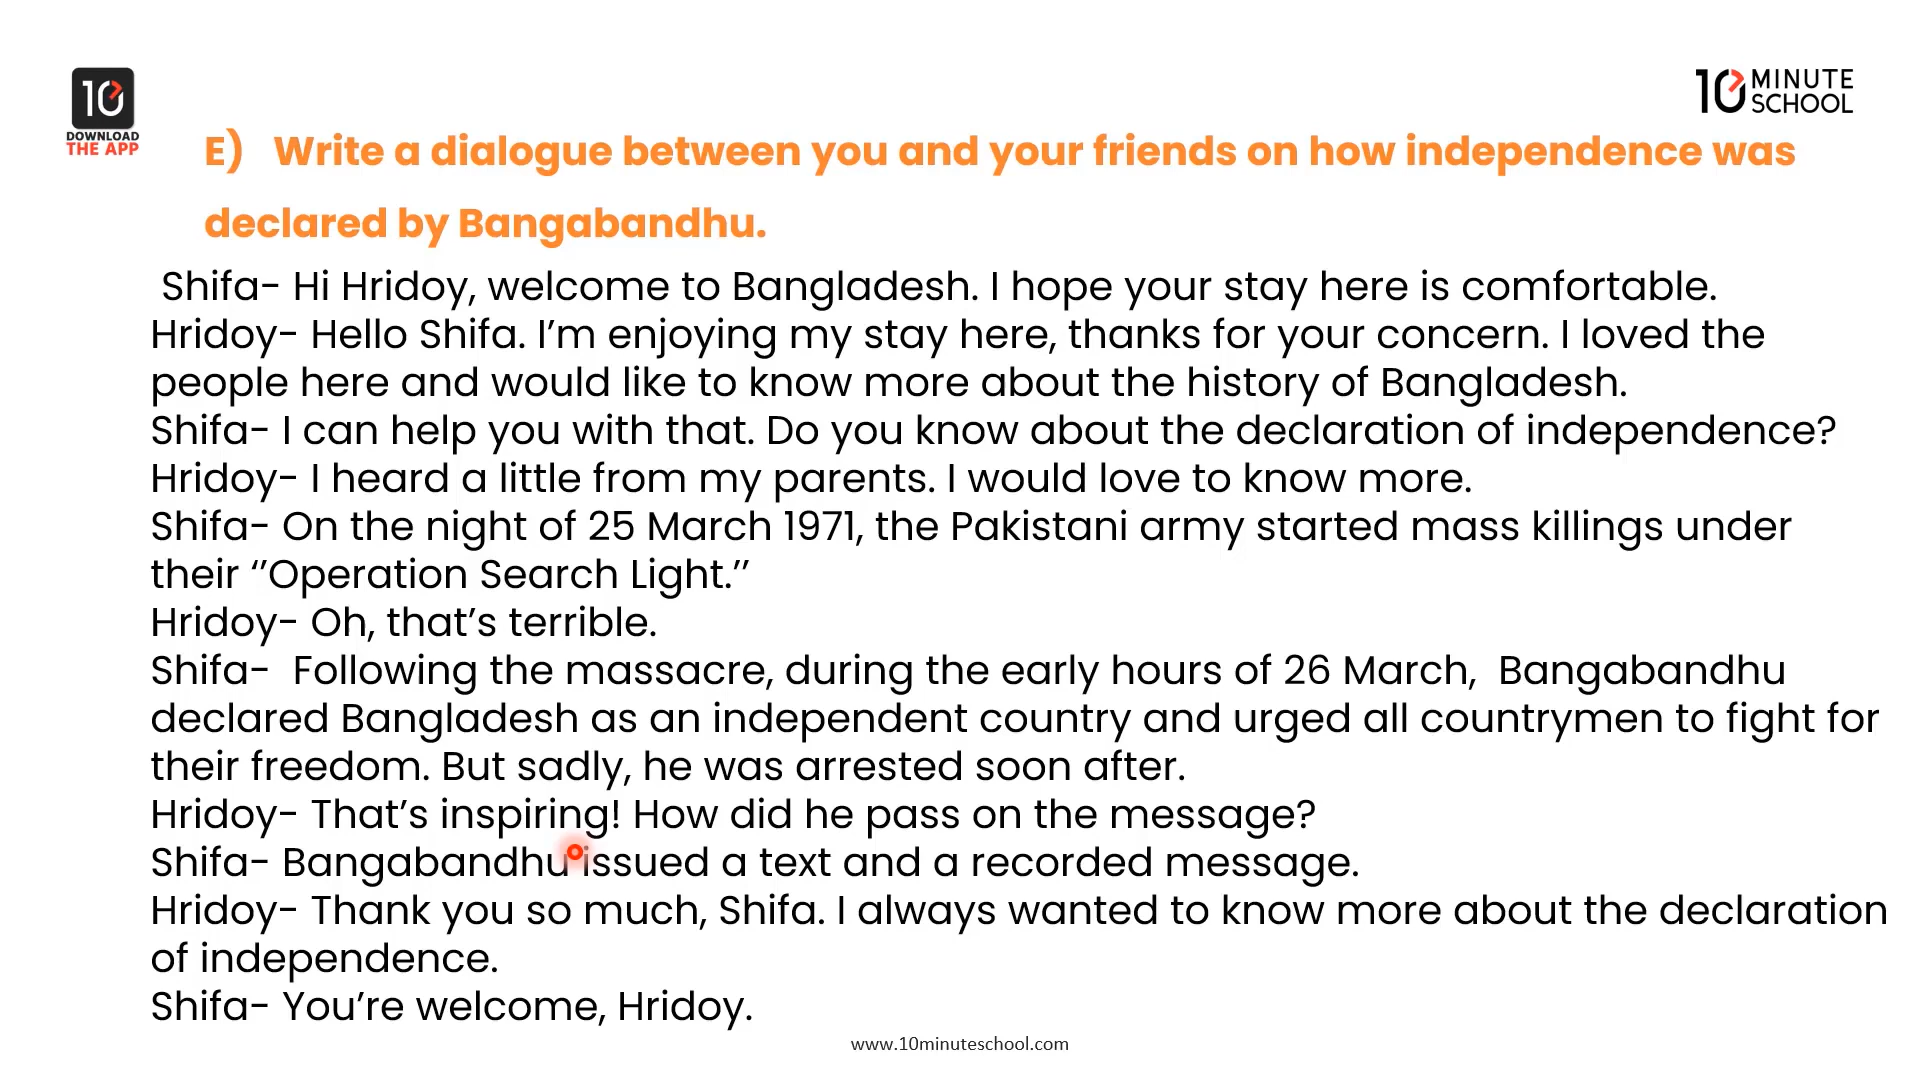 10 MINUTE
SCHOOL
10
DOWNLOAD
THE APP
E) Write a dialogue between you and your friends on how independence was
declared by Bangabandhu.
Shifa- Hi Hridoy, welcome to Bangladesh. I hope your stay here is comfortable.
Hridoy- Hello Shifa. I’m enjoying my stay here, thanks for your concern. I loved the
people here and would like to know more about the history of Bangladesh.
Shifa- I can help you with that. Do you know about the declaration of independence?
Hridoy- I heard a little from my parents. I would love to know more.
Shifa- On the night of 25 March 1971, the Pakistani army started mass killings under
their ‘’Operation Search Light.’’
Hridoy- Oh, that’s terrible.
Shifa-  Following the massacre, during the early hours of 26 March,  Bangabandhu
declared Bangladesh as an independent country and urged all countrymen to fight for
their freedom. But sadly, he was arrested soon after.
Hridoy- That’s inspiring! How did he pass on the message?
Shifa- Bangabandhu issued a text and a recorded message.
Hridoy- Thank you so much, Shifa. I always wanted to know more about the declaration
of independence.
Shifa- You’re welcome, Hridoy.
www.10minuteschool.com